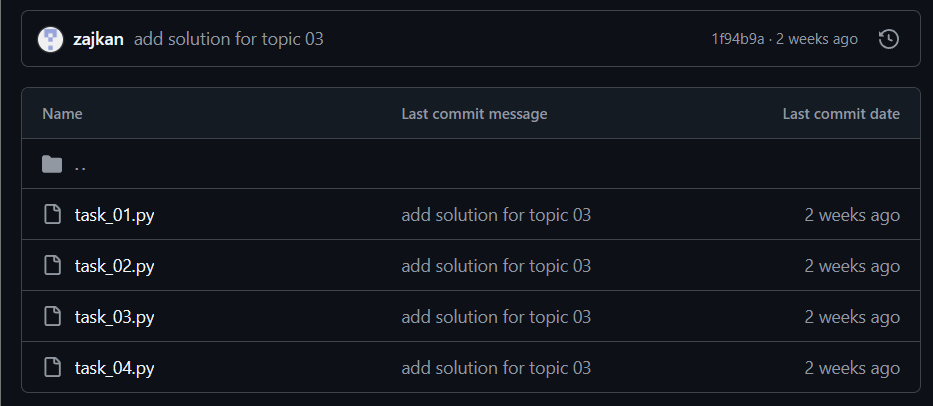 zajkan add solution for topic 03 1f94b9a · 2 weeks ago
Name Last commit message Last commit date
..
task_01.py add solution for topic 03 2 weeks ago
task_02.py add solution for topic 03 2 weeks ago
task_03.py add solution for topic 03 2 weeks ago
task_04.py add solution for topic 03 2 weeks ago